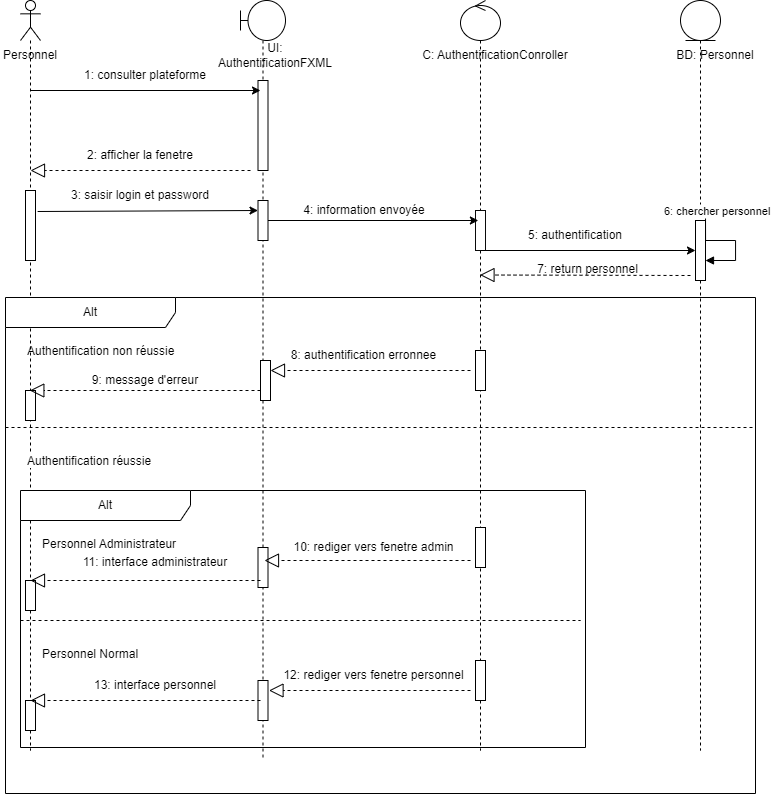 Personnel
UI:
AuthentificationFXML
C: AuthentificationConroller
BD: Personnel
1: consulter plateforme
2: afficher la fenetre
3: saisir login et password
4: information envoyée
5: authentification
6: chercher personnel
7: return personnel
Alt
Authentification non réussie
8: authentification erronnee
9: message d'erreur
Authentification réussie
Alt
Personnel Administrateur
10: rediger vers fenetre admin
11: interface administrateur
Personnel Normal
12: rediger vers fenetre personnel
13: interface personnel